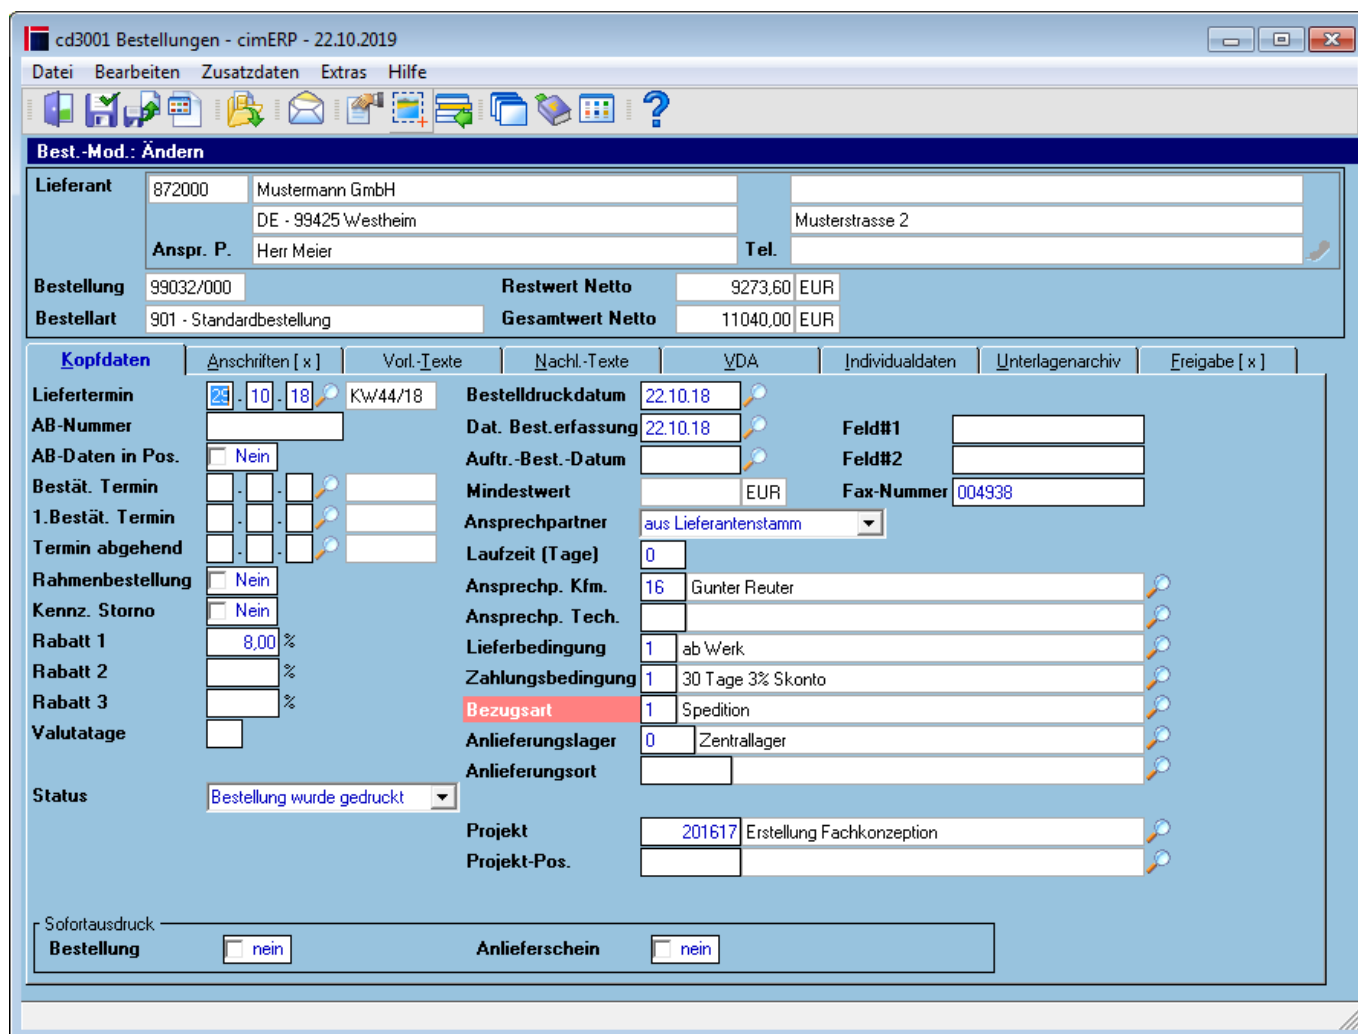 cd3001 Bestellungen - cimERP - 22.10.2019
Datei Bearbeiten Zusatzdaten Extras Hilfe
Best.-Mod.: Ändern
Lieferant 872000 Mustermann GmbH
DE - 99425 Westheim Musterstrasse 2
Anspr. P. Herr Meier Tel.
Bestellung 99032/000 Restwert Netto 9273,60 EUR
Bestellart 901 - Standardbestellung Gesamtwert Netto 11040,00 EUR
Kopfdaten Anschriften [ x ] Vorl.-Texte Nachl.-Texte VDA Individualdaten Unterlagenarchiv Freigabe [ x ]
Liefertermin 29 . 10 . 18 KW44/18 Bestelldruckdatum 22.10.18
AB-Nummer Dat. Best.erfassung 22.10.18 Feld#1
AB-Daten in Pos. Nein Auftr.-Best.-Datum Feld#2
Bestät. Termin . . Mindestwert EUR Fax-Nummer 004938
1.Bestät. Termin . . Ansprechpartner aus Lieferantenstamm
Termin abgehend . . Laufzeit (Tage) 0
Rahmenbestellung Nein Ansprechp. Kfm. 16 Gunter Reuter
Kennz. Storno Nein Ansprechp. Tech.
Rabatt 1 8,00 % Lieferbedingung 1 ab Werk
Rabatt 2 % Zahlungsbedingung 1 30 Tage 3% Skonto
Rabatt 3 % Bezugsart 1 Spedition
Valutatage Anlieferungslager 0 Zentrallager
Anlieferungsort
Status Bestellung wurde gedruckt
Projekt 201617 Erstellung Fachkonzeption
Projekt-Pos.
Sofortausdruck
Bestellung nein Anlieferschein nein